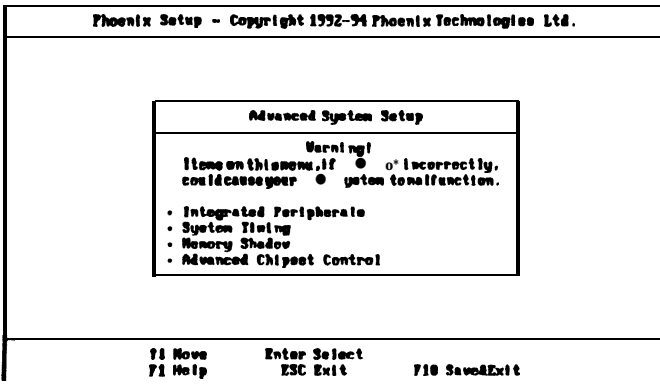 Phoenix Setup - Copyright 1992-94 Phoenix Technologies Ltd.
Advanced System Setup
Warning!
Items on this menu, if ● o* incorrectly,
could cause your ● ystem to malfunction.
• Integrated Peripherals
• System Timing
• Memory Shadow
• Advanced Chipset Control
↑↓ Move Enter Select
F1 Help ESC Exit F10 Save&Exit